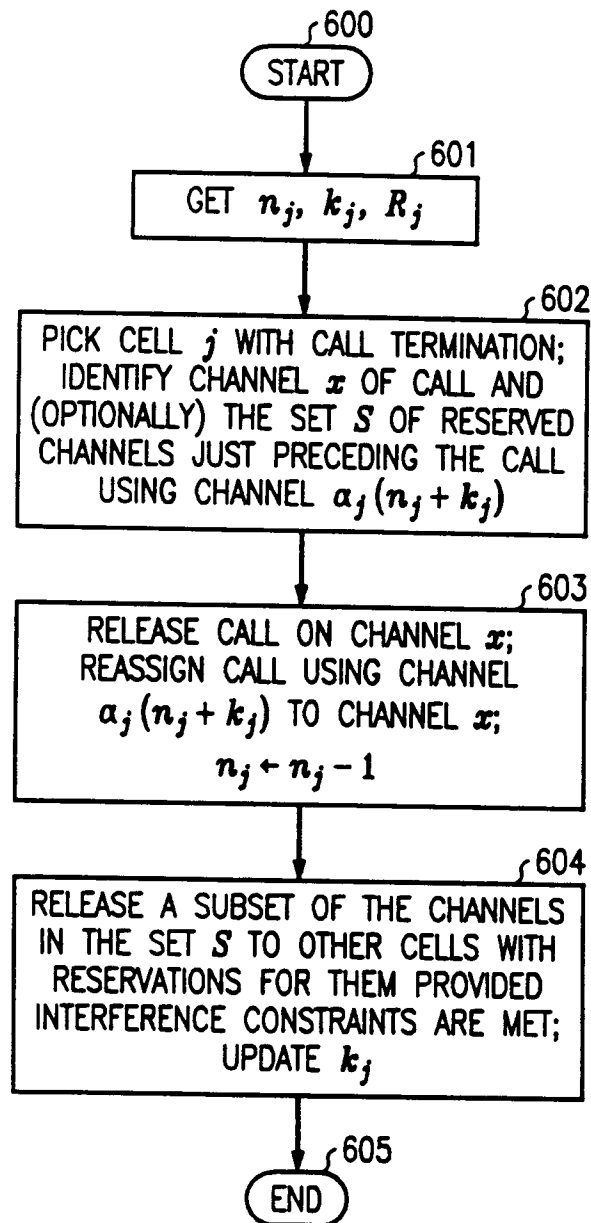 600
START
601
GET n_j, k_j, R_j
602
PICK CELL j WITH CALL TERMINATION;
IDENTIFY CHANNEL x OF CALL AND
(OPTIONALLY) THE SET S OF RESERVED
CHANNELS JUST PRECEDING THE CALL
USING CHANNEL α_j(n_j + k_j)
603
RELEASE CALL ON CHANNEL x;
REASSIGN CALL USING CHANNEL
α_j(n_j + k_j) TO CHANNEL x;
n_j ← n_j − 1
604
RELEASE A SUBSET OF THE CHANNELS
IN THE SET S TO OTHER CELLS WITH
RESERVATIONS FOR THEM PROVIDED
INTERFERENCE CONSTRAINTS ARE MET;
UPDATE k_j
605
END